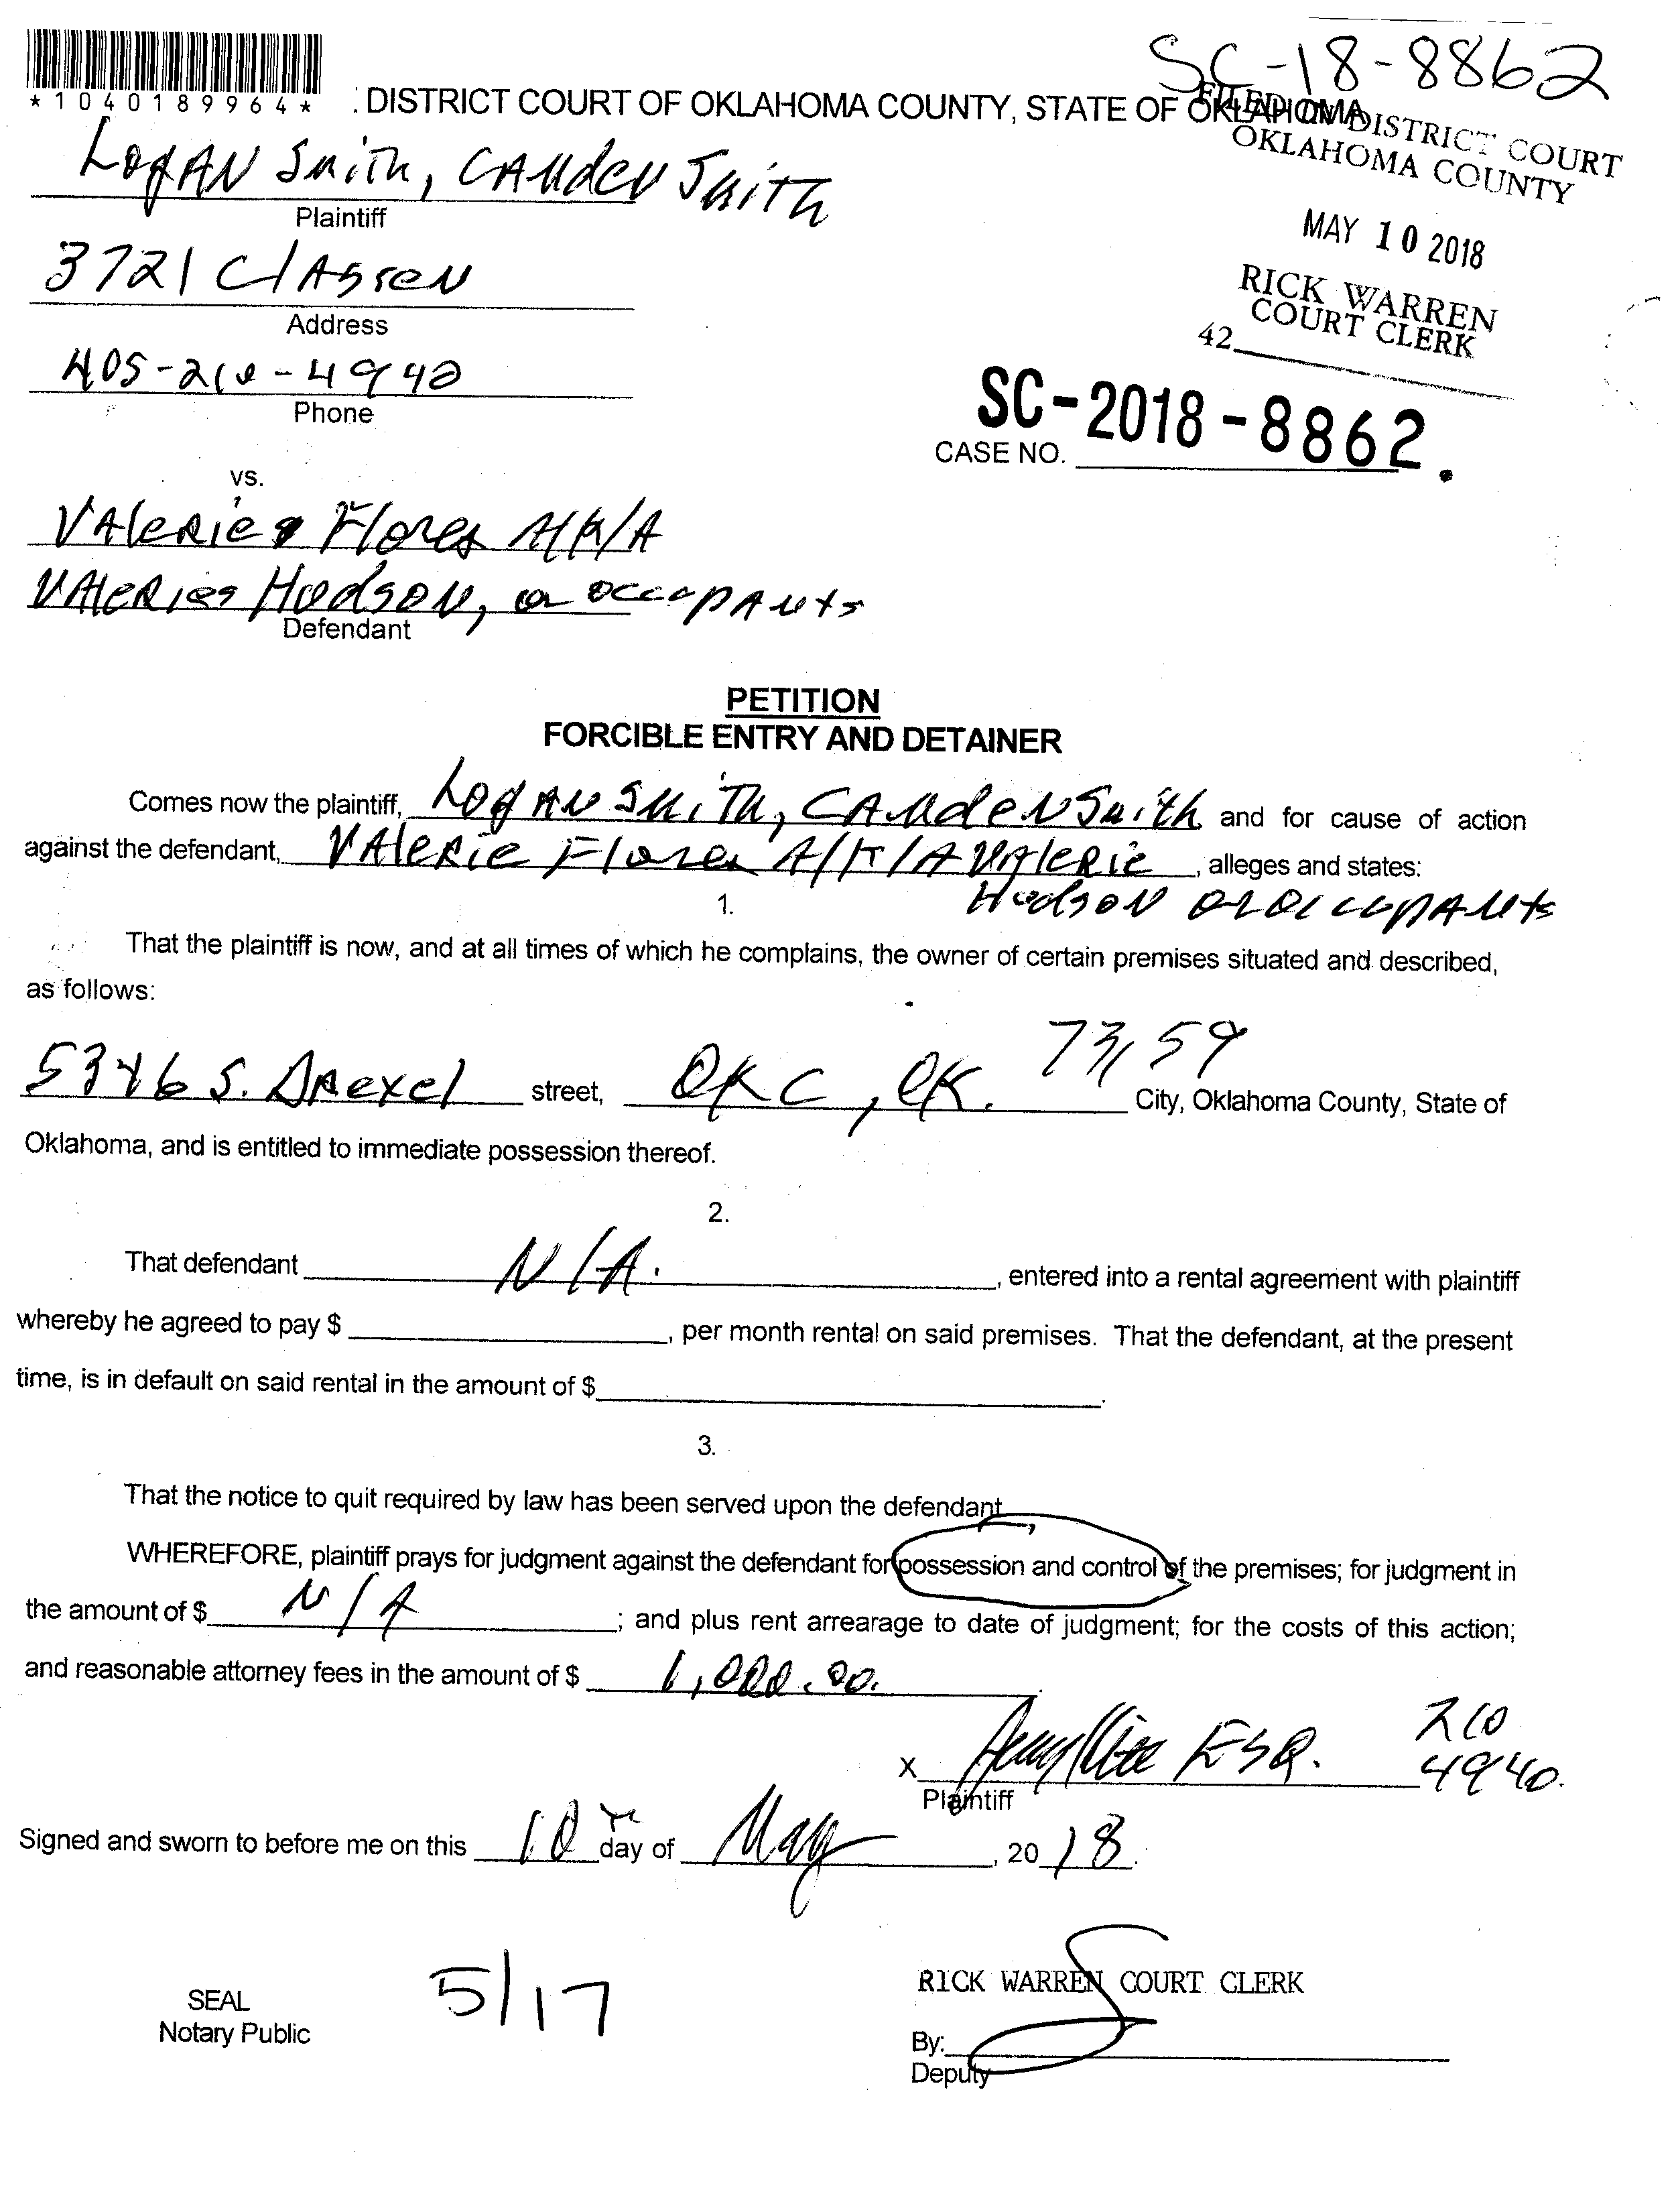 SC-18-8862
*1040189964*
DISTRICT COURT OF OKLAHOMA COUNTY, STATE OF OKLAHOMA
FILED IN DISTRICT COURT
OKLAHOMA COUNTY
MAY 10 2018
RICK WARREN
COURT CLERK
42
Logan Smith, Camden Smith
Plaintiff
3721 Classen
Address
405-210-4940
Phone
SC-2018-8862.
CASE NO.
vs.
Valerie Flores A/K/A
Valerie Hudson, or occupants
Defendant
PETITION
FORCIBLE ENTRY AND DETAINER
Comes now the plaintiff, Logan Smith, Camden Smith and for cause of action
against the defendant, Valerie Flores A/K/A Valerie, alleges and states:
Hudson or occupants
1.
That the plaintiff is now, and at all times of which he complains, the owner of certain premises situated and described,
as follows:
5346 S. Drexel street, OKC, OK. 73159 City, Oklahoma County, State of
Oklahoma, and is entitled to immediate possession thereof.
2.
That defendant N/A., entered into a rental agreement with plaintiff
whereby he agreed to pay $ , per month rental on said premises. That the defendant, at the present
time, is in default on said rental in the amount of $ .
3.
That the notice to quit required by law has been served upon the defendant
WHEREFORE, plaintiff prays for judgment against the defendant for possession and control of the premises; for judgment in
the amount of $ N/A ; and plus rent arrearage to date of judgment; for the costs of this action;
and reasonable attorney fees in the amount of $ 1,000.00.
X ESQ. 210
4940.
Plaintiff
Signed and sworn to before me on this 10 day of May, 2018.
SEAL
Notary Public
5/17
RICK WARREN COURT CLERK
By:
Deputy